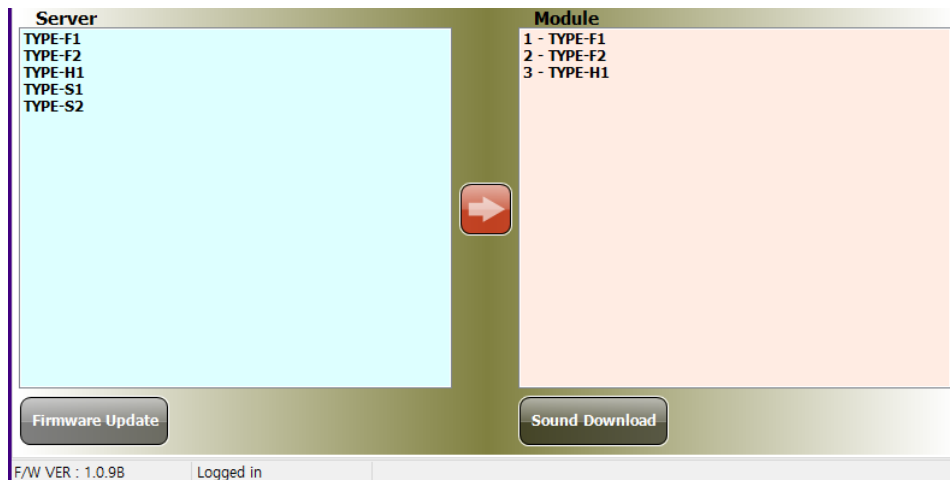 Server
TYPE-F1
TYPE-F2
TYPE-H1
TYPE-S1
TYPE-S2
Module
1 - TYPE-F1
2 - TYPE-F2
3 - TYPE-H1
Firmware Update
Sound Download
F/W VER : 1.0.9B
Logged in